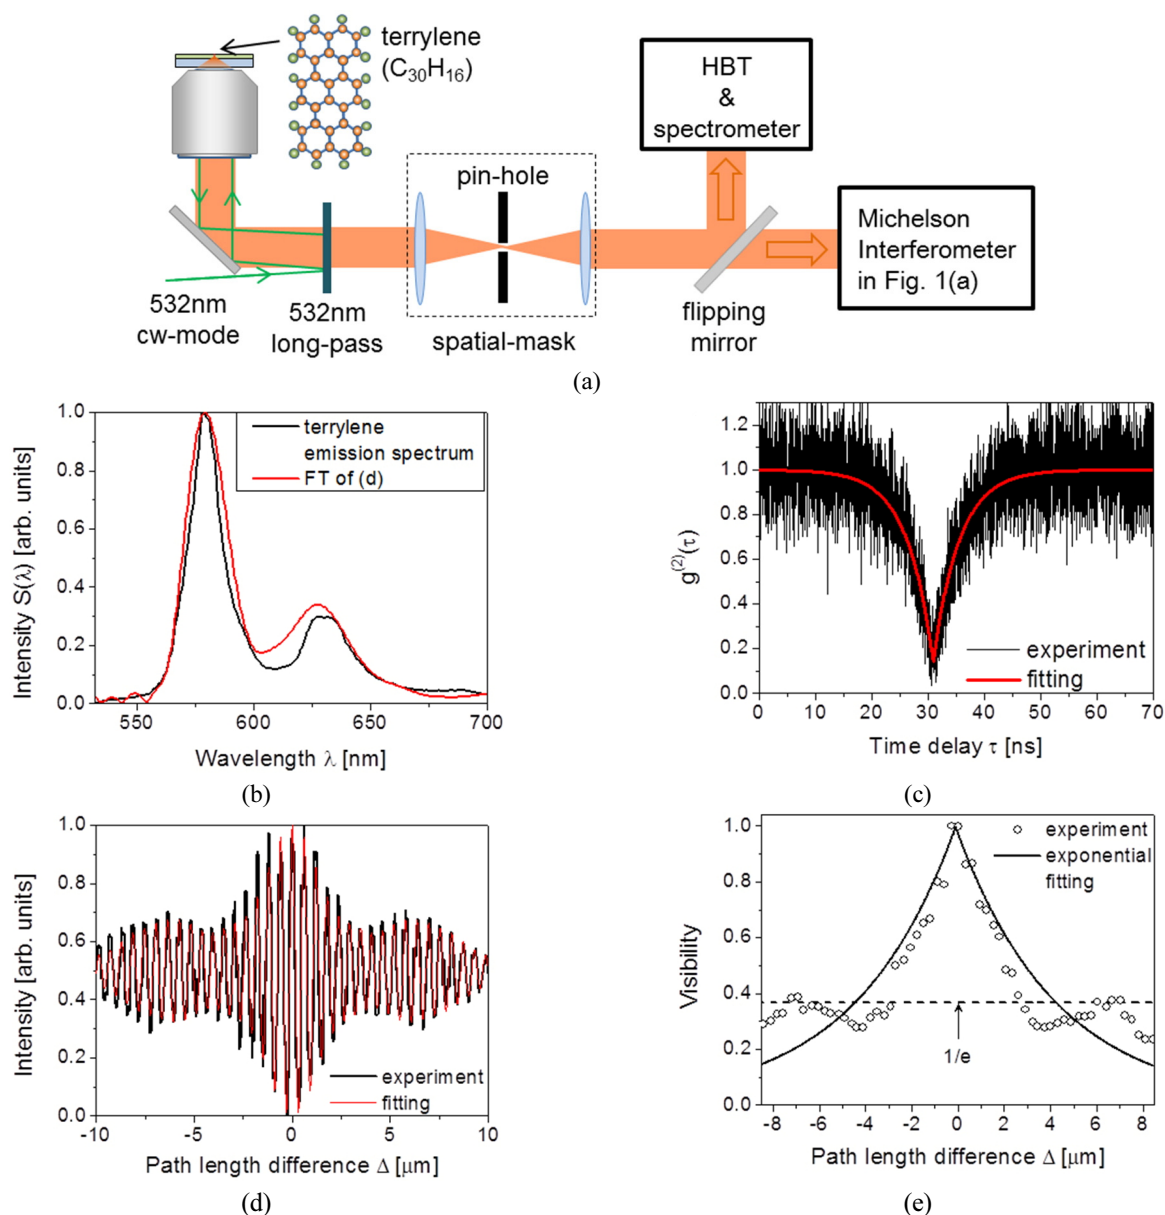 terrylene
(C₃₀H₁₆)
HBT
&
spectrometer
pin-hole
Michelson
Interferometer
in Fig. 1(a)
532nm
cw-mode
532nm
long-pass
spatial-mask
flipping
mirror
(a)
Intensity S(λ) [arb. units]
1.0
0.8
0.6
0.4
0.2
0.0
terrylene
emission spectrum
FT of (d)
550
600
650
700
Wavelength λ [nm]
(b)
g⁽²⁾(τ)
1.2
1.0
0.8
0.6
0.4
0.2
0.0
experiment
fitting
0
10
20
30
40
50
60
70
Time delay τ [ns]
(c)
Intensity [arb. units]
1.0
0.8
0.6
0.4
0.2
0.0
experiment
fitting
-10
-5
0
5
10
Path length difference Δ [μm]
(d)
Visibility
1.0
0.8
0.6
0.4
0.2
0.0
experiment
exponential
fitting
1/e
-8
-6
-4
-2
0
2
4
6
8
Path length difference Δ [μm]
(e)